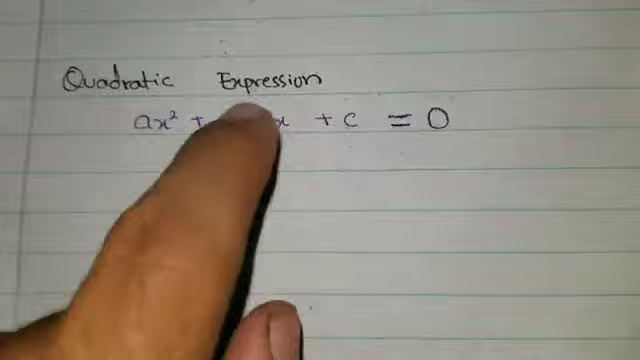 Quadratic Expression
ax² + x + c = 0